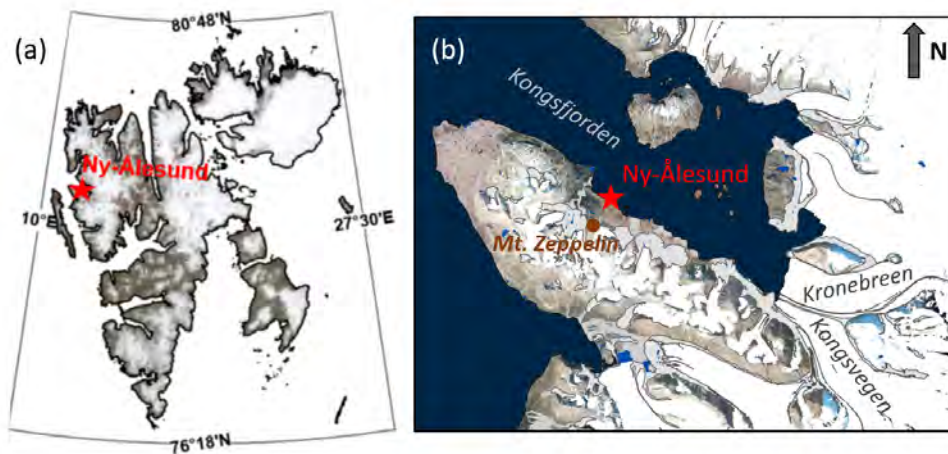 (a)
80°48'N
Ny-Ålesund
10°E
27°30'E
76°18'N
(b)
N
Kongsfjorden
Ny-Ålesund
Mt. Zeppelin
Kronebreen
Kongsvegen